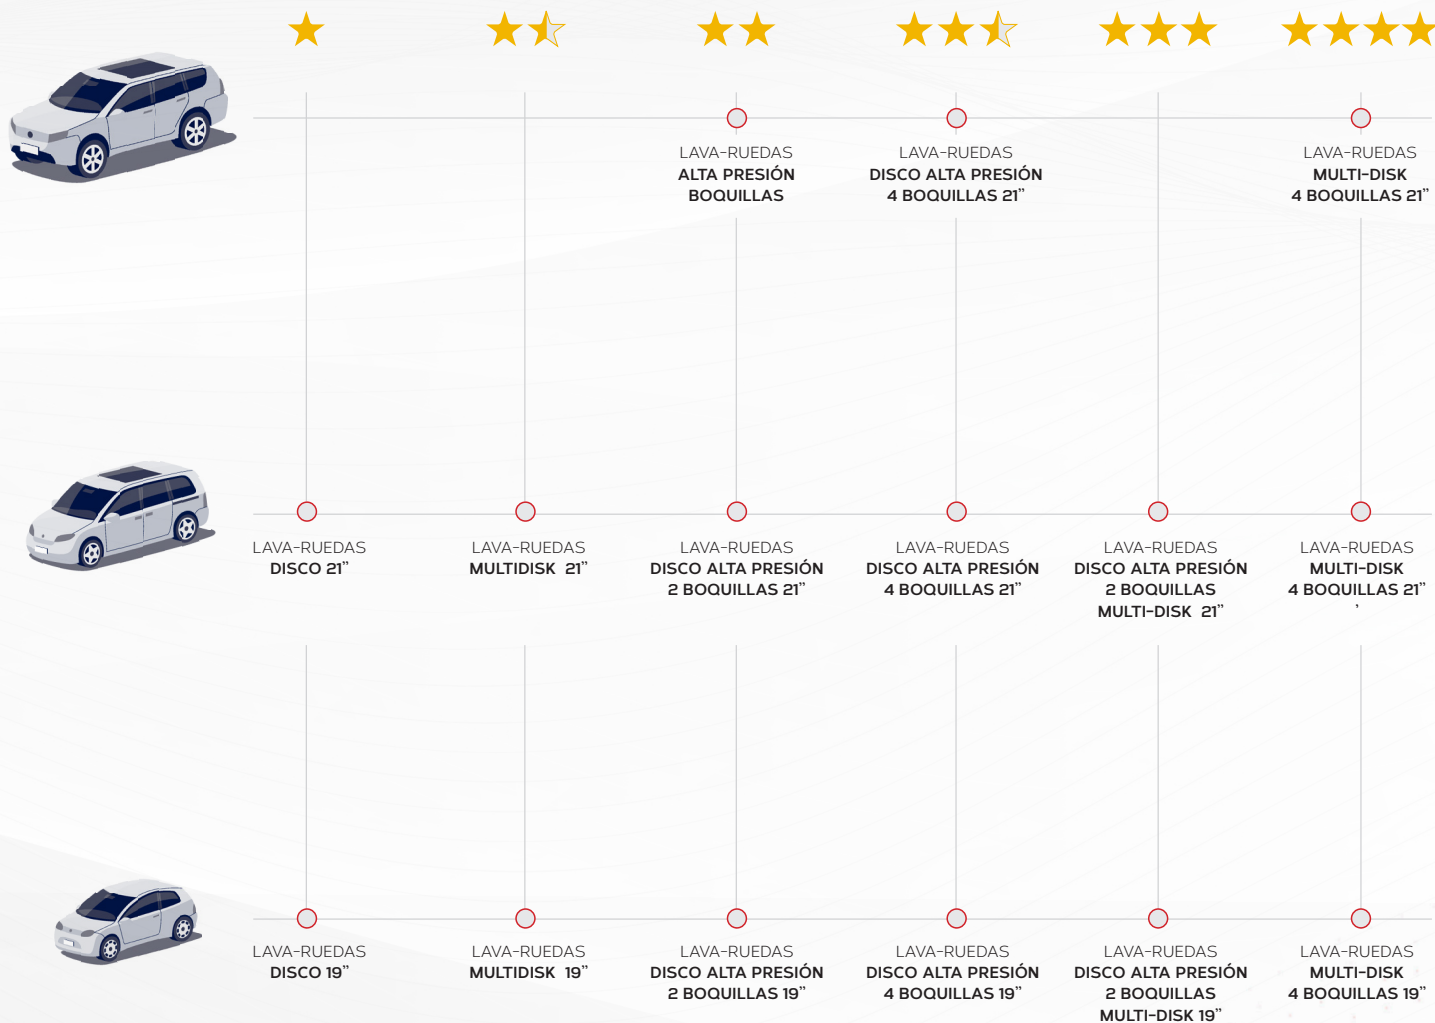 LAVA-RUEDAS
ALTA PRESIÓN
BOQUILLAS
LAVA-RUEDAS
DISCO ALTA PRESIÓN
4 BOQUILLAS 21”
LAVA-RUEDAS
MULTI-DISK
4 BOQUILLAS 21”
LAVA-RUEDAS
DISCO 21”
LAVA-RUEDAS
MULTIDISK 21”
LAVA-RUEDAS
DISCO ALTA PRESIÓN
2 BOQUILLAS 21”
LAVA-RUEDAS
DISCO ALTA PRESIÓN
4 BOQUILLAS 21”
LAVA-RUEDAS
DISCO ALTA PRESIÓN
2 BOQUILLAS
MULTI-DISK 21”
LAVA-RUEDAS
MULTI-DISK
4 BOQUILLAS 21”
’
LAVA-RUEDAS
DISCO 19”
LAVA-RUEDAS
MULTIDISK 19”
LAVA-RUEDAS
DISCO ALTA PRESIÓN
2 BOQUILLAS 19”
LAVA-RUEDAS
DISCO ALTA PRESIÓN
4 BOQUILLAS 19”
LAVA-RUEDAS
DISCO ALTA PRESIÓN
2 BOQUILLAS
MULTI-DISK 19”
LAVA-RUEDAS
MULTI-DISK
4 BOQUILLAS 19”